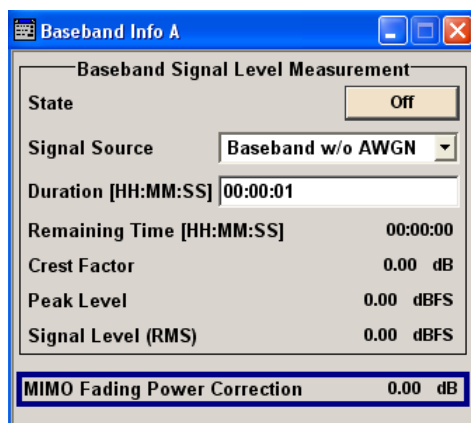 Baseband Info A
Baseband Signal Level Measurement
State Off
Signal Source Baseband w/o AWGN
Duration [HH:MM:SS] 00:00:01
Remaining Time [HH:MM:SS] 00:00:00
Crest Factor 0.00 dB
Peak Level 0.00 dBFS
Signal Level (RMS) 0.00 dBFS
MIMO Fading Power Correction 0.00 dB